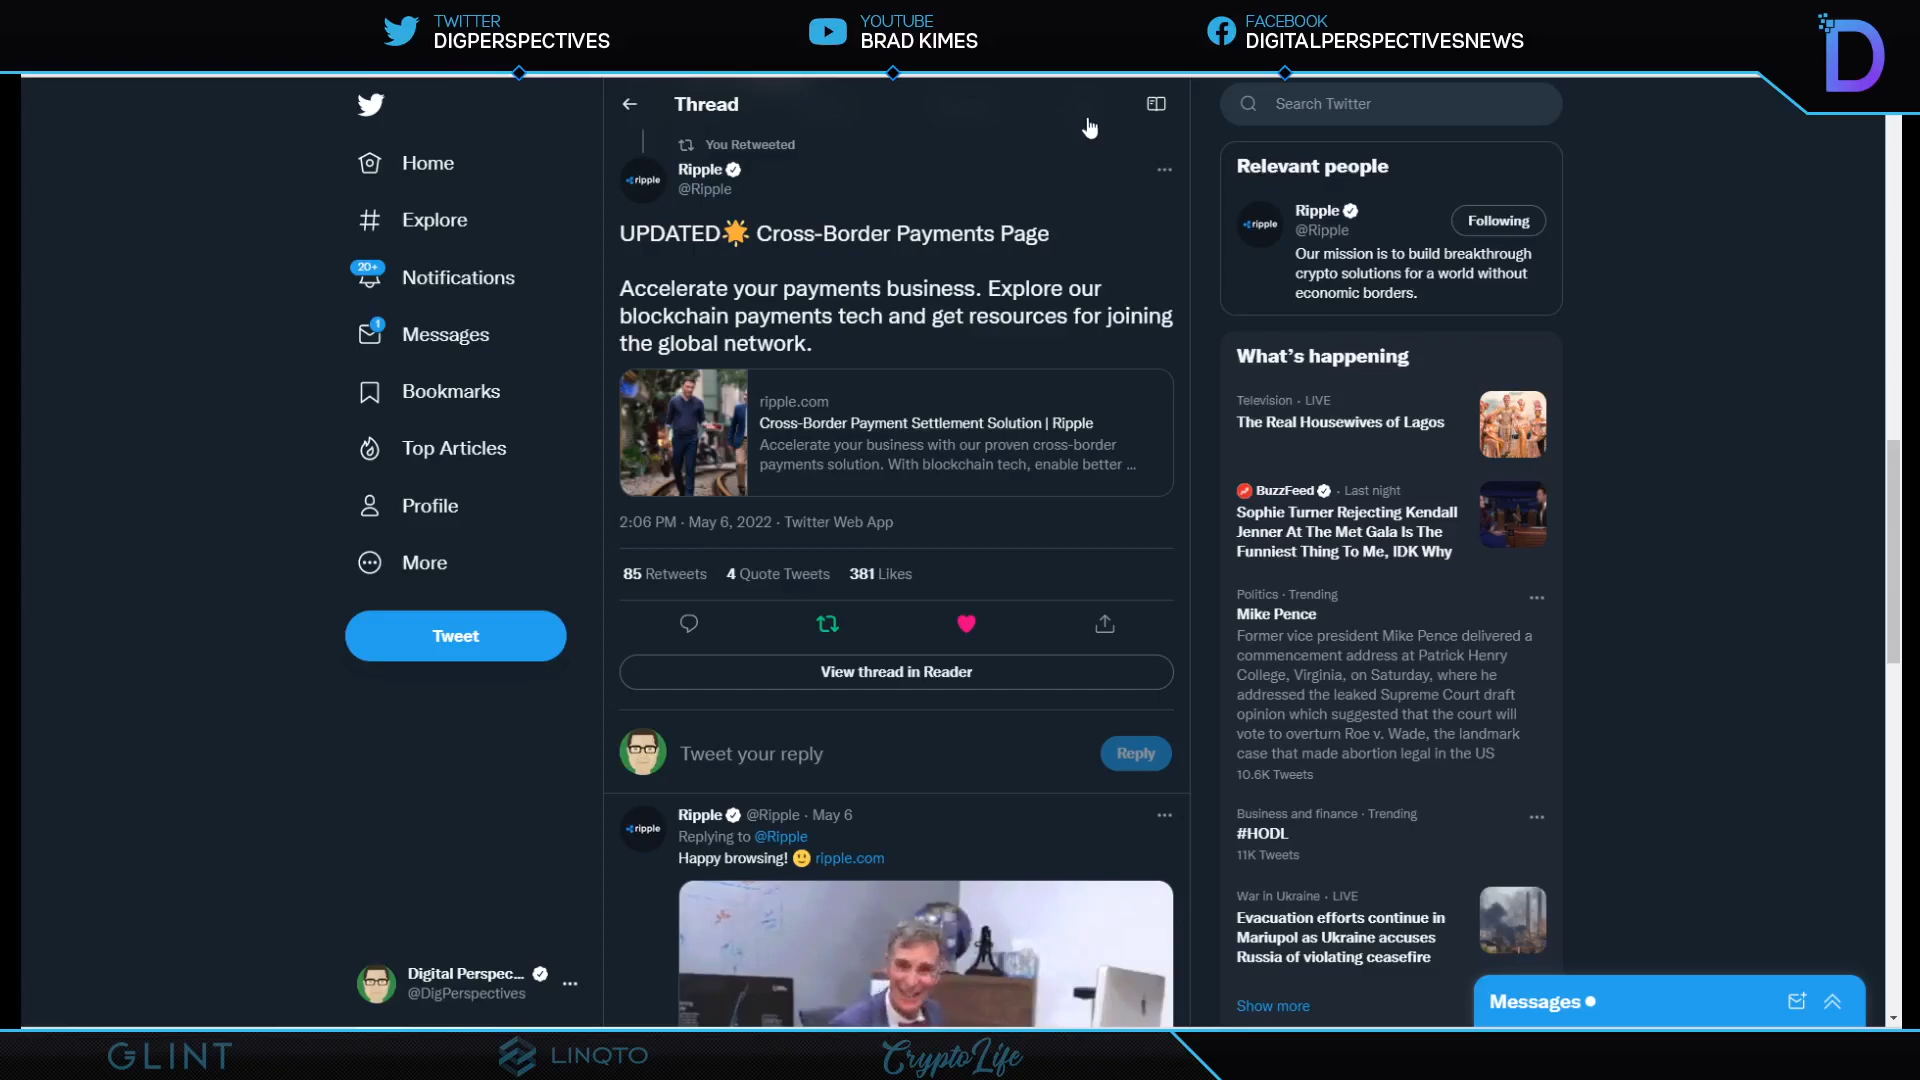 TWITTER
DIGPERSPECTIVES
YOUTUBE
BRAD KIMES
FACEBOOK
DIGITALPERSPECTIVESNEWS
D
Home
Explore
20+
Notifications
1
Messages
Bookmarks
Top Articles
Profile
More
Tweet
Digital Perspec...
@DigPerspectives
Thread
You Retweeted
ripple
Ripple
@Ripple
UPDATED🌟 Cross-Border Payments Page
Accelerate your payments business. Explore our
blockchain payments tech and get resources for joining
the global network.
ripple.com
Cross-Border Payment Settlement Solution | Ripple
Accelerate your business with our proven cross-border
payments solution. With blockchain tech, enable better ...
2:06 PM · May 6, 2022 · Twitter Web App
85 Retweets 4 Quote Tweets 381 Likes
View thread in Reader
Tweet your reply
Reply
ripple
Ripple @Ripple · May 6
Replying to @Ripple
Happy browsing! 🙂 ripple.com
Search Twitter
Relevant people
ripple
Ripple
@Ripple
Following
Our mission is to build breakthrough
crypto solutions for a world without
economic borders.
What's happening
Television · LIVE
The Real Housewives of Lagos
BuzzFeed · Last night
Sophie Turner Rejecting Kendall
Jenner At The Met Gala Is The
Funniest Thing To Me, IDK Why
Politics · Trending
Mike Pence
Former vice president Mike Pence delivered a
commencement address at Patrick Henry
College, Virginia, on Saturday, where he
addressed the leaked Supreme Court draft
opinion which suggested that the court will
vote to overturn Roe v. Wade, the landmark
case that made abortion legal in the US
10.6K Tweets
Business and finance · Trending
#HODL
11K Tweets
War in Ukraine · LIVE
Evacuation efforts continue in
Mariupol as Ukraine accuses
Russia of violating ceasefire
Show more
Messages
GLINT
LINQTO
CryptoLife